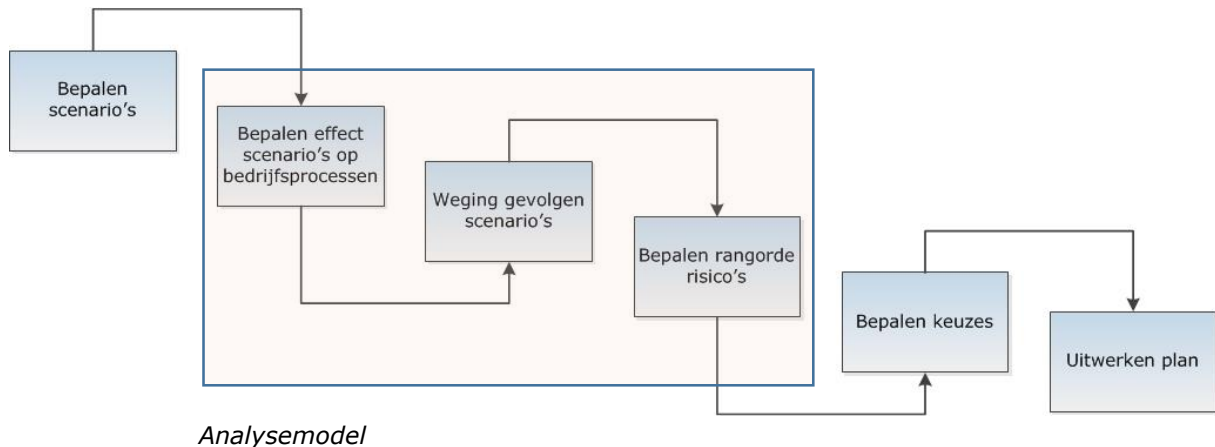 Bepalen
scenario's
Bepalen effect
scenario's op
bedrijfsprocessen
Weging gevolgen
scenario's
Bepalen rangorde
risico's
Bepalen keuzes
Uitwerken plan
Analysemodel